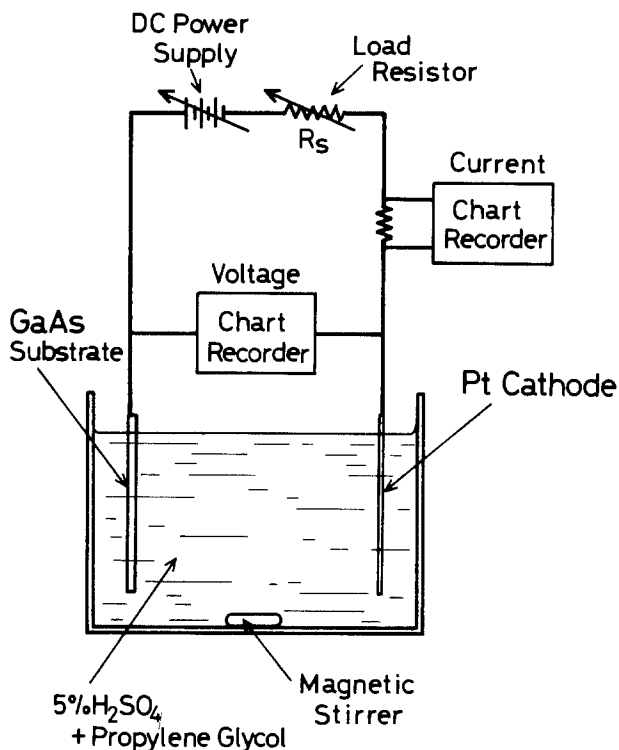 DC Power
Supply
Load
Resistor
Rs
Current
Chart
Recorder
Voltage
Chart
Recorder
GaAs
Substrate
Pt Cathode
5%H₂SO₄
+ Propylene Glycol
Magnetic
Stirrer